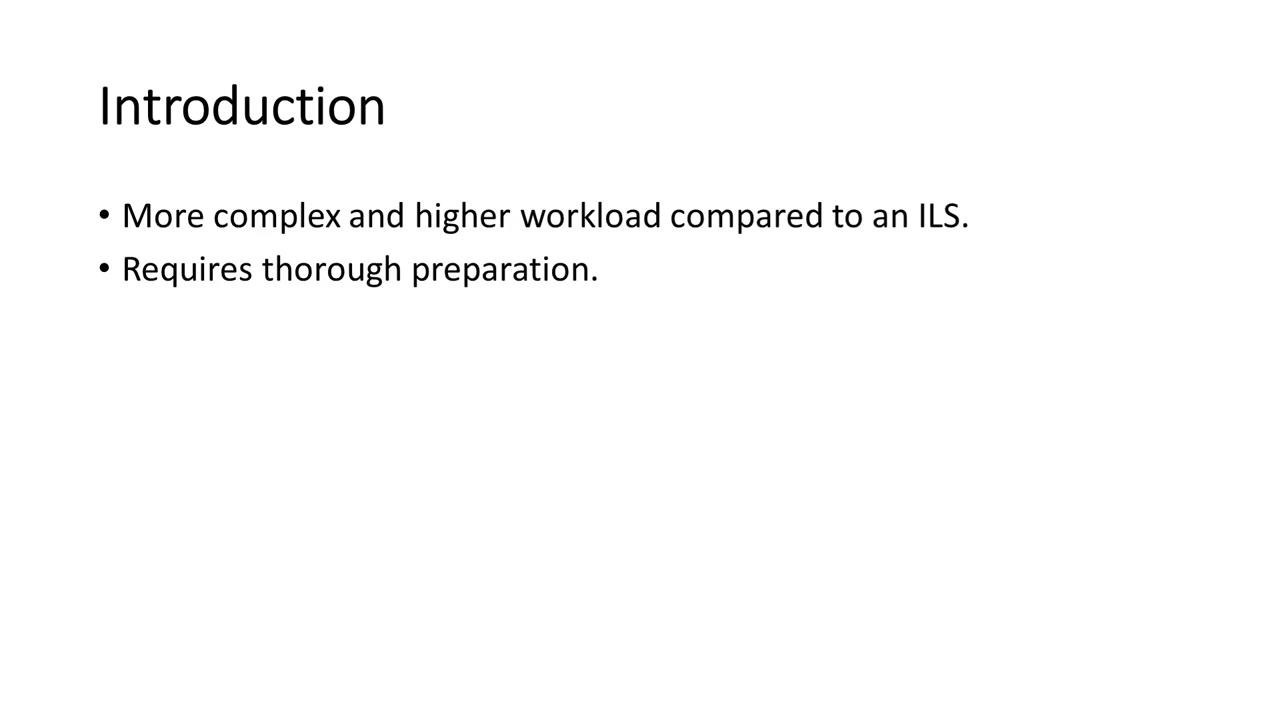 Introduction
• More complex and higher workload compared to an ILS.
• Requires thorough preparation.